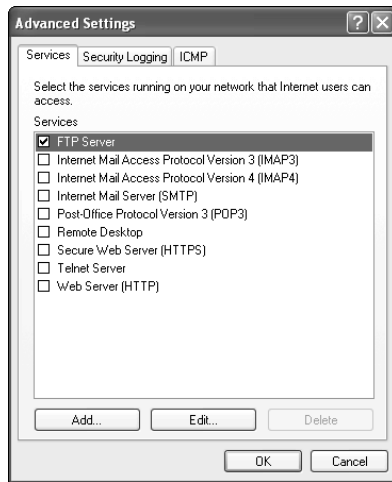 Advanced Settings
Services Security Logging ICMP
Select the services running on your network that Internet users can
access.
Services
FTP Server
Internet Mail Access Protocol Version 3 (IMAP3)
Internet Mail Access Protocol Version 4 (IMAP4)
Internet Mail Server (SMTP)
Post-Office Protocol Version 3 (POP3)
Remote Desktop
Secure Web Server (HTTPS)
Telnet Server
Web Server (HTTP)
Add... Edit... Delete
OK Cancel